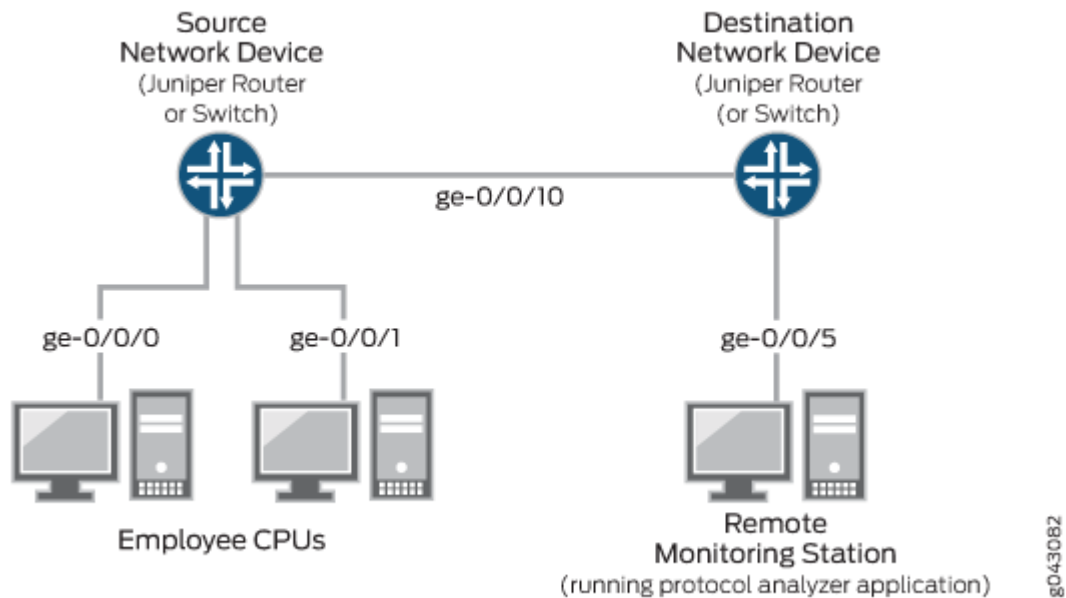 Source
Network Device
(Juniper Router
or Switch)
Destination
Network Device
(Juniper Router
(or Switch)
ge-0/0/10
ge-0/0/0
ge-0/0/1
ge-0/0/5
Employee CPUs
Remote
Monitoring Station
(running protocol analyzer application)
g043082